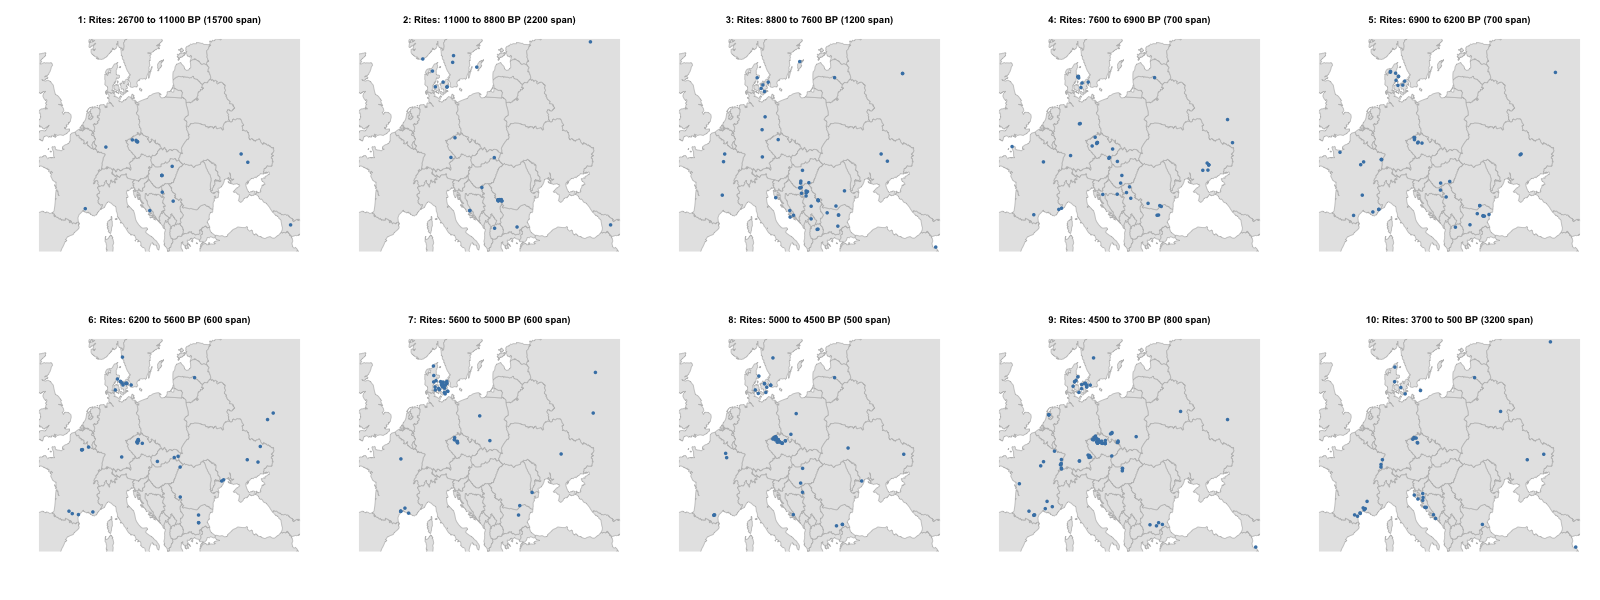 1: Rites: 26700 to 11000 BP (15700 span)
2: Rites: 11000 to 8800 BP (2200 span)
3: Rites: 8800 to 7600 BP (1200 span)
4: Rites: 7600 to 6900 BP (700 span)
5: Rites: 6900 to 6200 BP (700 span)
6: Rites: 6200 to 5600 BP (600 span)
7: Rites: 5600 to 5000 BP (600 span)
8: Rites: 5000 to 4500 BP (500 span)
9: Rites: 4500 to 3700 BP (800 span)
10: Rites: 3700 to 500 BP (3200 span)